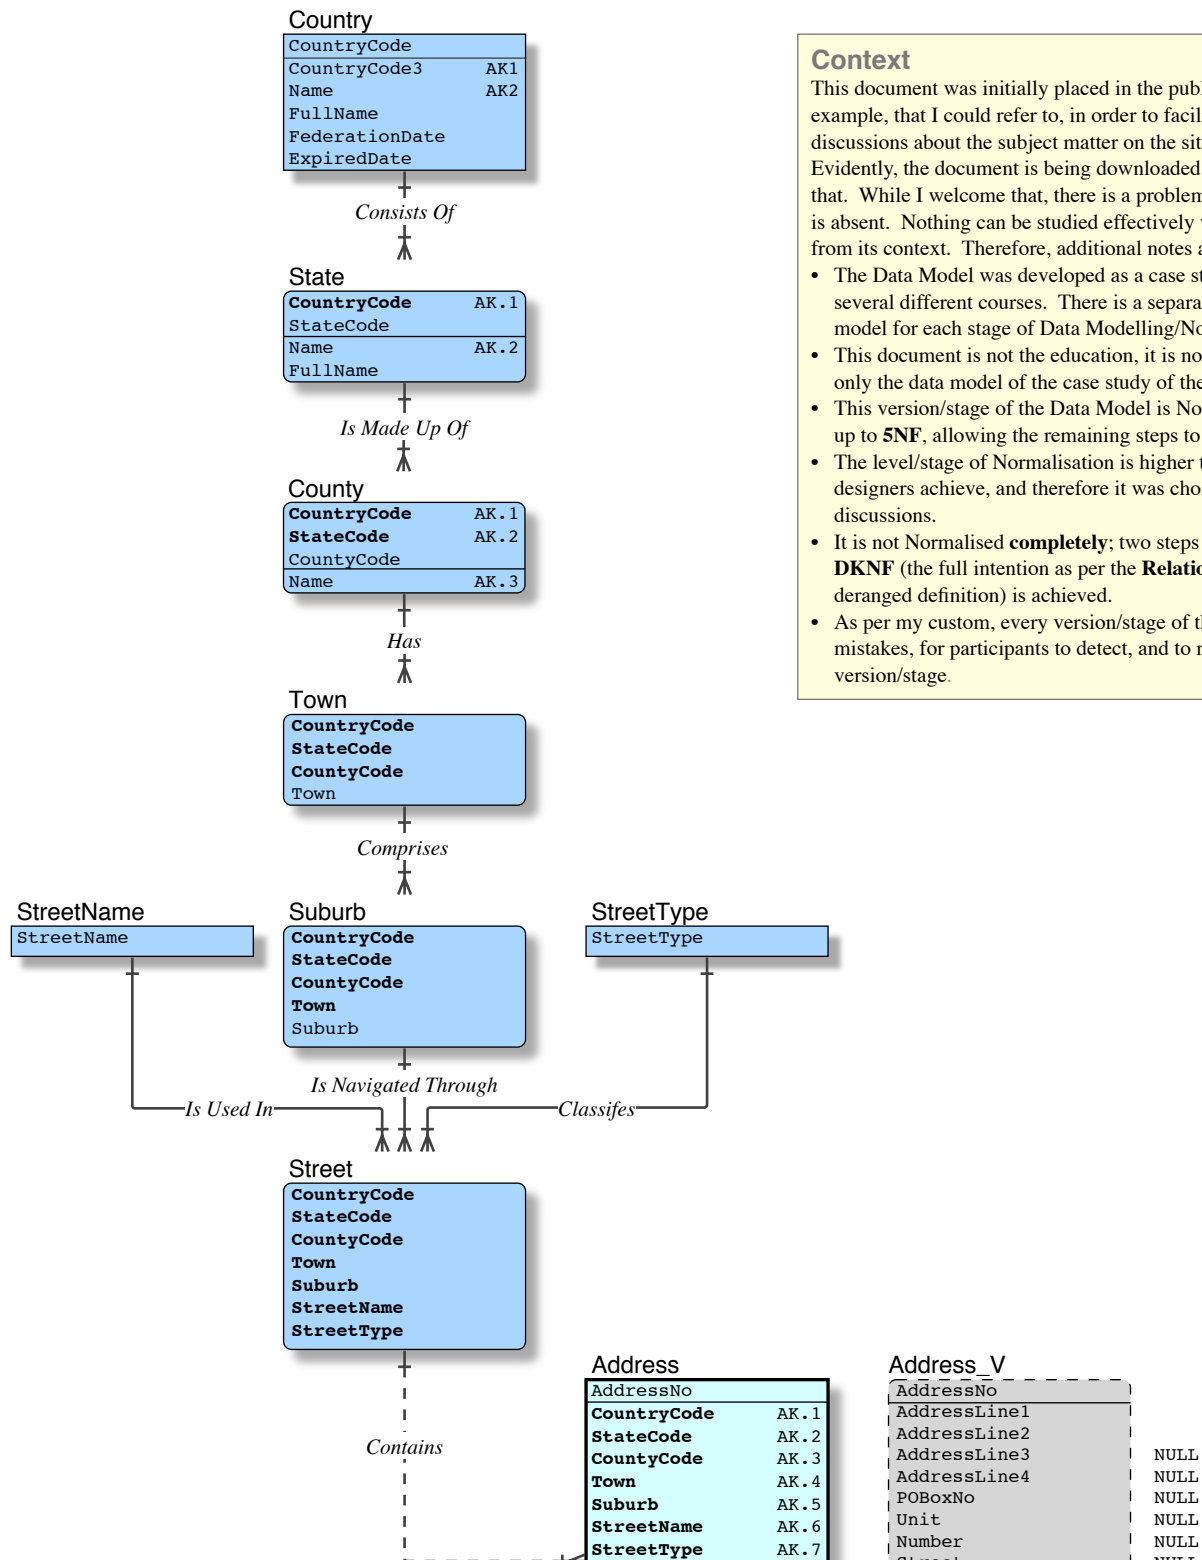 Country
CountryCode
CountryCode3 AK1
Name AK2
FullName
FederationDate
ExpiredDate
Consists Of
State
CountryCode AK.1
StateCode
Name AK.2
FullName
Is Made Up Of
County
CountryCode AK.1
StateCode AK.2
CountyCode
Name AK.3
Has
Town
CountryCode
StateCode
CountyCode
Town
Comprises
StreetName
StreetName
Suburb
CountryCode
StateCode
CountyCode
Town
Suburb
StreetType
StreetType
Is Navigated Through
Is Used In
Classifes
Street
CountryCode
StateCode
CountyCode
Town
Suburb
StreetName
StreetType
Contains
Address
AddressNo
CountryCode AK.1
StateCode AK.2
CountyCode AK.3
Town AK.4
Suburb AK.5
StreetName AK.6
StreetType AK.7
Address_V
AddressNo
AddressLine1
AddressLine2
AddressLine3 NULL
AddressLine4 NULL
POBoxNo NULL
Unit NULL
Number NULL
Context
This document was initially placed in the publ
example, that I could refer to, in order to facil
discussions about the subject matter on the sit
Evidently, the document is being downloaded
that. While I welcome that, there is a problem
is absent. Nothing can be studied effectively
from its context. Therefore, additional notes a
• The Data Model was developed as a case st
several different courses. There is a separa
model for each stage of Data Modelling/No
• This document is not the education, it is no
only the data model of the case study of the
• This version/stage of the Data Model is No
up to 5NF, allowing the remaining steps to
• The level/stage of Normalisation is higher t
designers achieve, and therefore it was cho
discussions.
• It is not Normalised completely; two steps
DKNF (the full intention as per the Relatio
deranged definition) is achieved.
• As per my custom, every version/stage of t
mistakes, for participants to detect, and to r
version/stage.